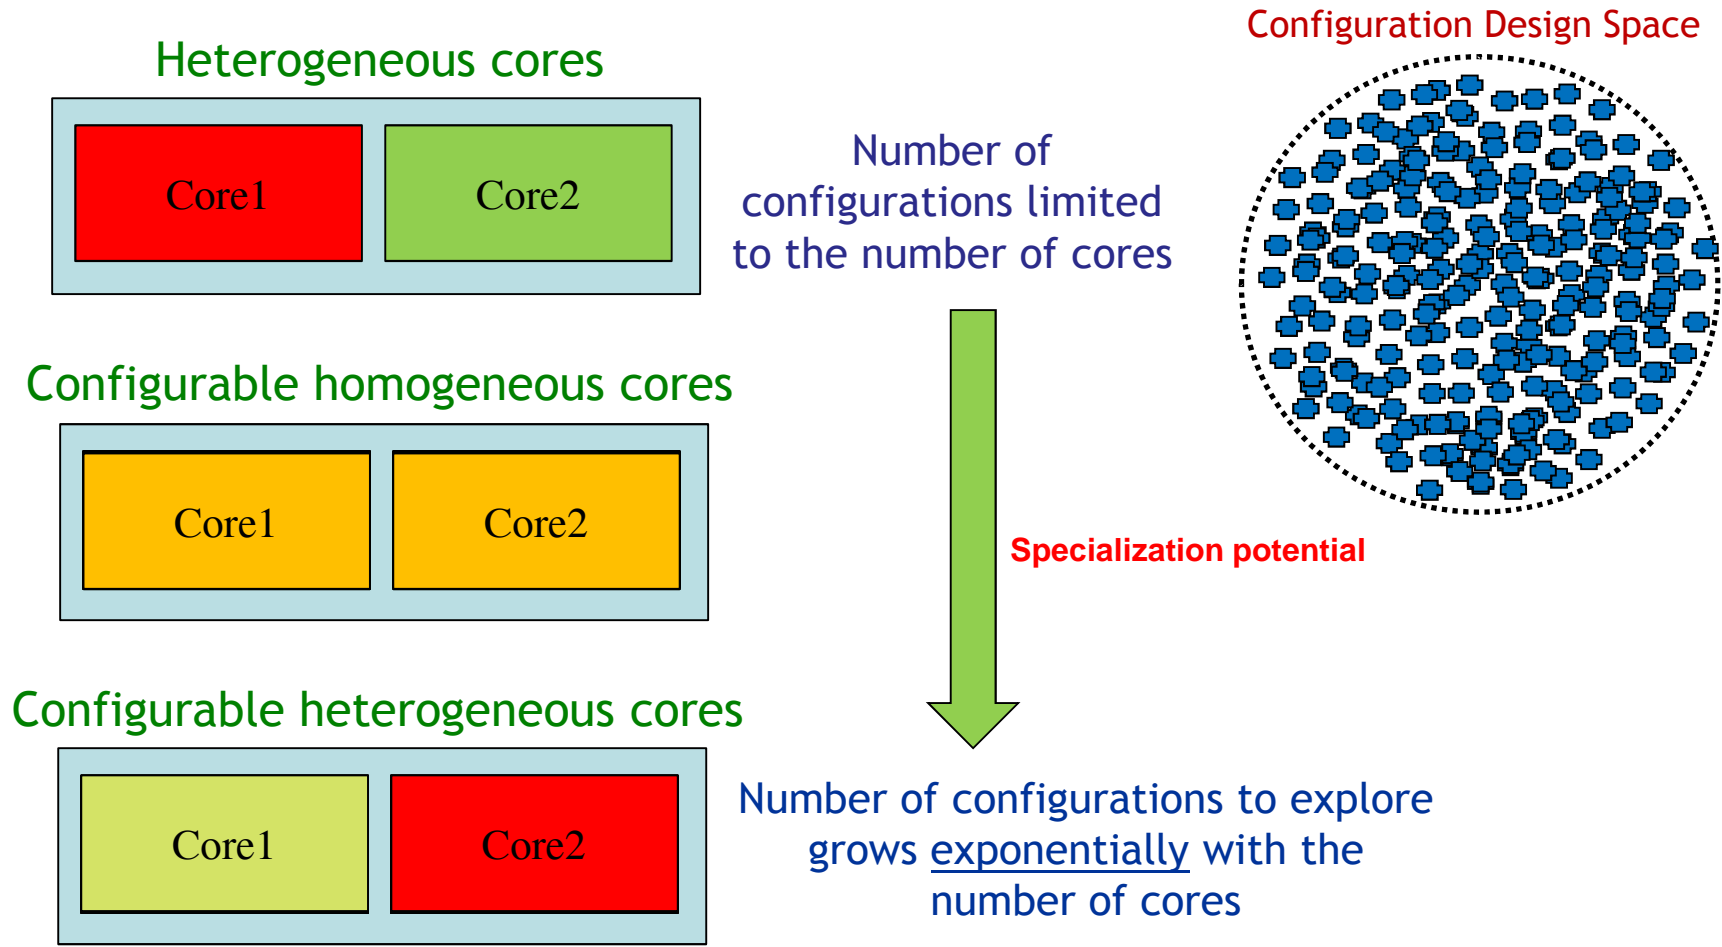 Configuration Design Space
Heterogeneous cores
Core1
Core2
Number of
configurations limited
to the number of cores
Configurable homogeneous cores
Core1
Core2
Specialization potential
Configurable heterogeneous cores
Core1
Core2
Number of configurations to explore
grows exponentially with the
number of cores